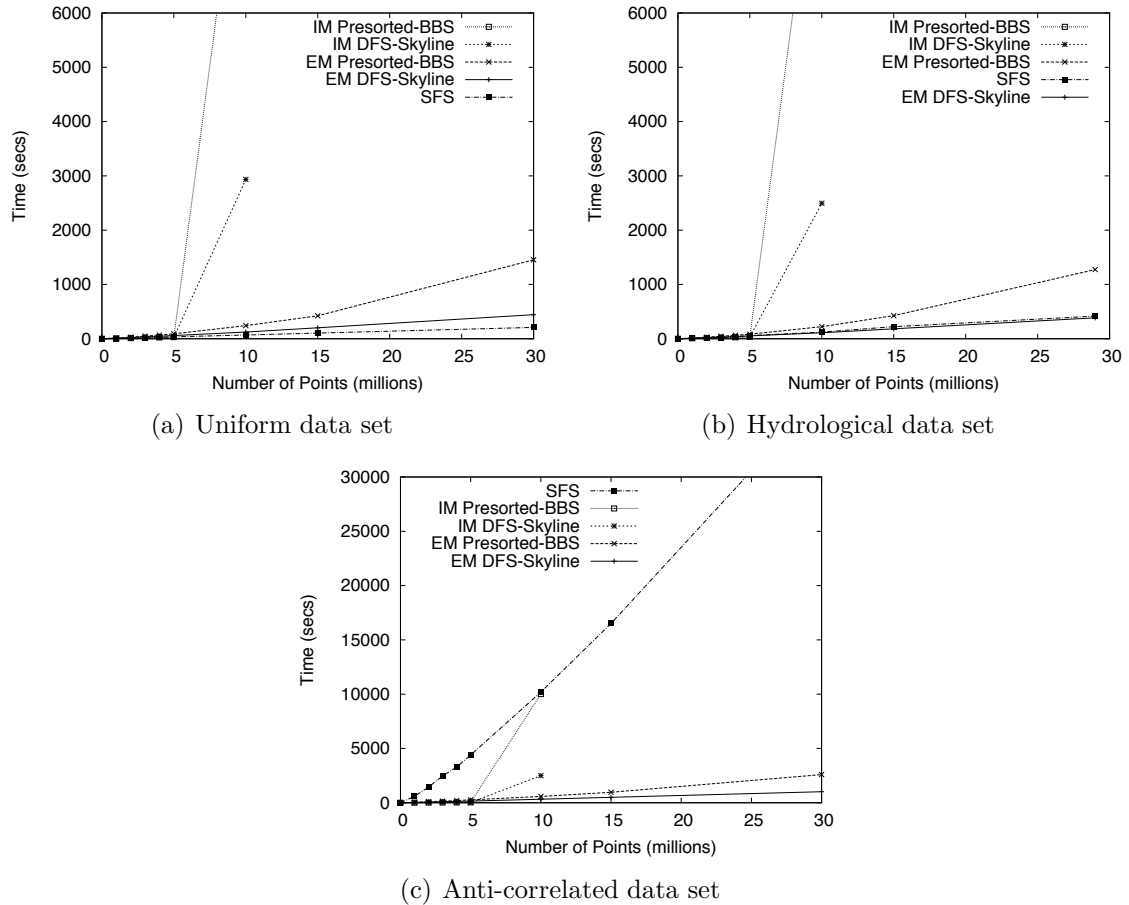 6000
5000
4000
3000
2000
1000
0
Time (secs)
IM Presorted-BBS
IM DFS-Skyline
EM Presorted-BBS
EM DFS-Skyline
SFS
0 5 10 15 20 25 30
Number of Points (millions)
(a) Uniform data set
6000
5000
4000
3000
2000
1000
0
Time (secs)
IM Presorted-BBS
IM DFS-Skyline
EM Presorted-BBS
SFS
EM DFS-Skyline
0 5 10 15 20 25 30
Number of Points (millions)
(b) Hydrological data set
30000
25000
20000
15000
10000
5000
0
Time (secs)
SFS
IM Presorted-BBS
IM DFS-Skyline
EM Presorted-BBS
EM DFS-Skyline
0 5 10 15 20 25 30
Number of Points (millions)
(c) Anti-correlated data set